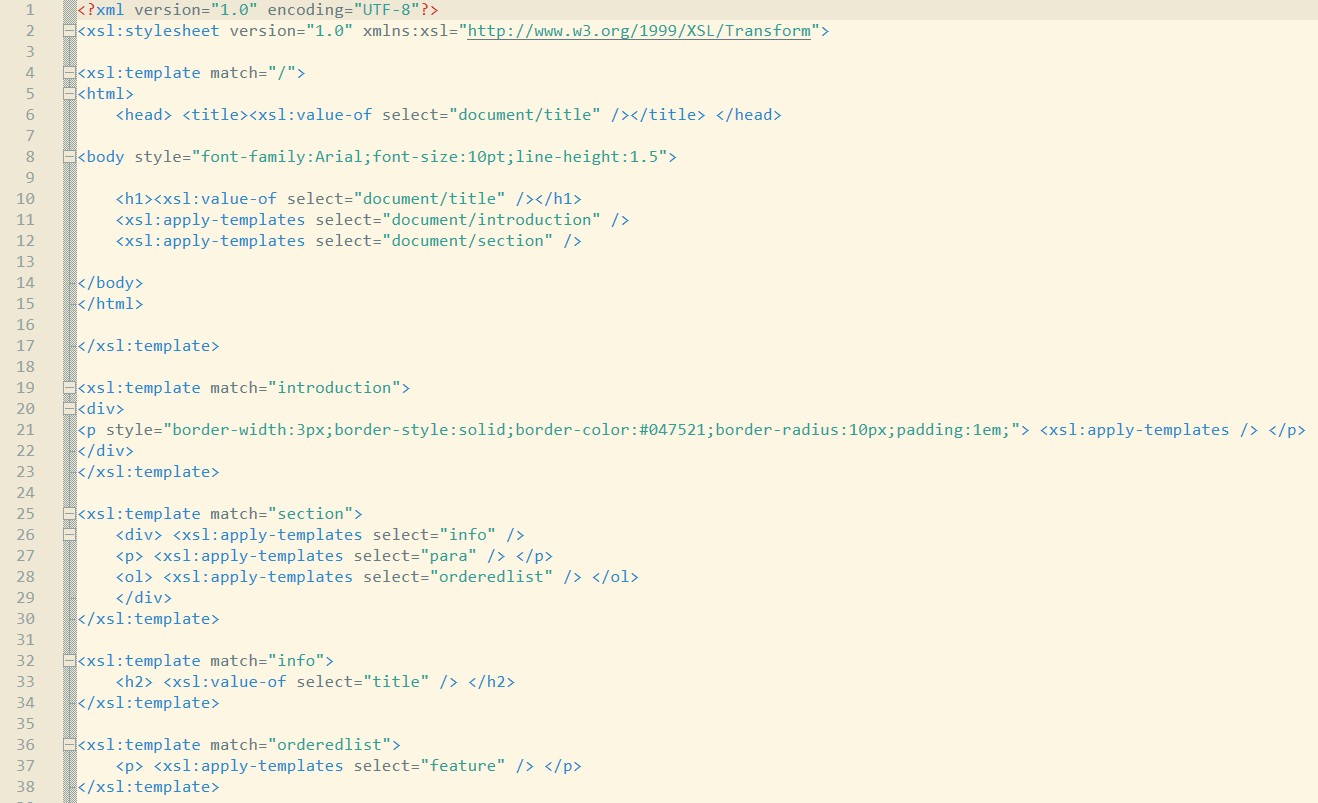 1 <?xml version="1.0" encoding="UTF-8"?>
2 <xsl:stylesheet version="1.0" xmlns:xsl="http://www.w3.org/1999/XSL/Transform">
3
4 <xsl:template match="/">
5 <html>
6     <head> <title><xsl:value-of select="document/title" /></title> </head>
7
8 <body style="font-family:Arial;font-size:10pt;line-height:1.5">
9
10     <h1><xsl:value-of select="document/title" /></h1>
11     <xsl:apply-templates select="document/introduction" />
12     <xsl:apply-templates select="document/section" />
13
14 </body>
15 </html>
16
17 </xsl:template>
18
19 <xsl:template match="introduction">
20 <div>
21 <p style="border-width:3px;border-style:solid;border-color:#047521;border-radius:10px;padding:1em;"> <xsl:apply-templates /> </p>
22 </div>
23 </xsl:template>
24
25 <xsl:template match="section">
26     <div> <xsl:apply-templates select="info" />
27     <p> <xsl:apply-templates select="para" /> </p>
28     <ol> <xsl:apply-templates select="orderedlist" /> </ol>
29     </div>
30 </xsl:template>
31
32 <xsl:template match="info">
33     <h2> <xsl:value-of select="title" /> </h2>
34 </xsl:template>
35
36 <xsl:template match="orderedlist">
37     <p> <xsl:apply-templates select="feature" /> </p>
38 </xsl:template>